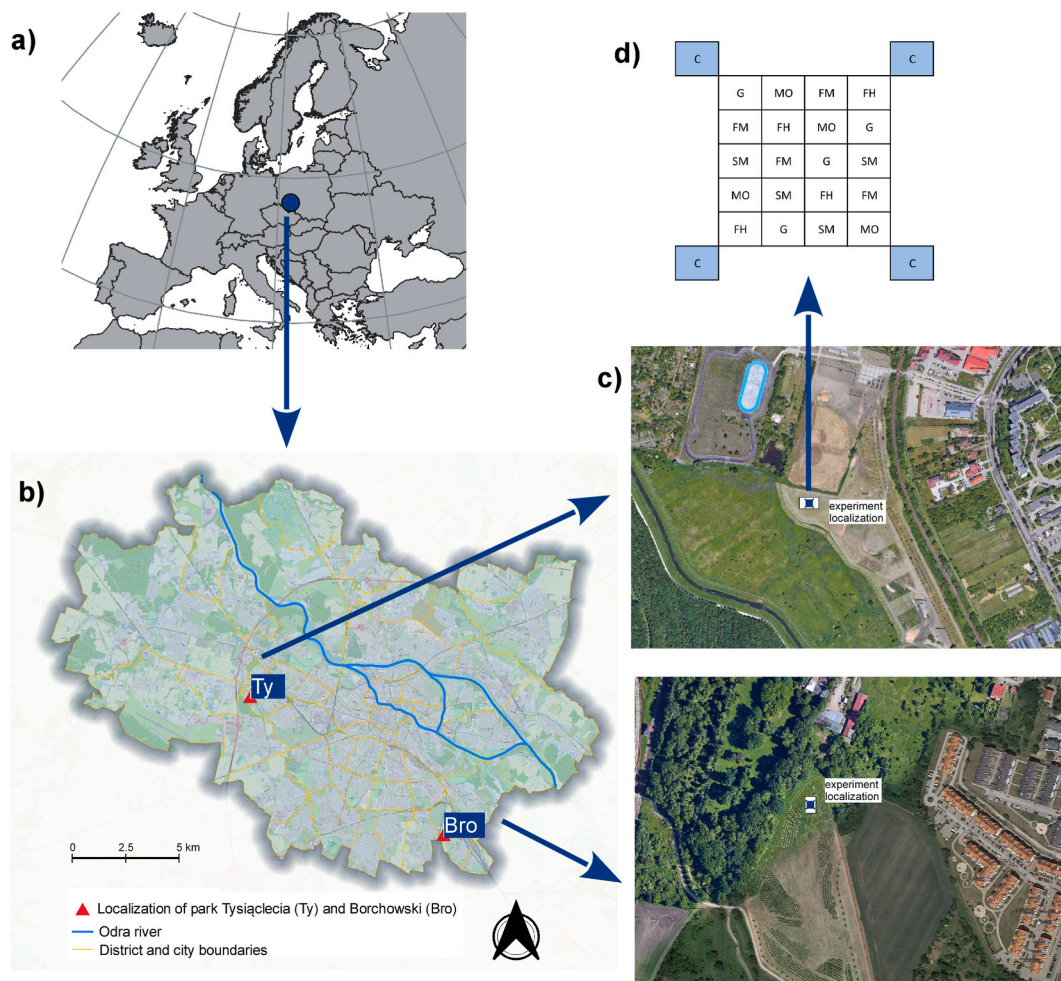 a)
d)
C
C
G MO FM FH
FM FH MO G
SM FM G SM
MO SM FH FM
FH G SM MO
C
C
c)
experiment
localization
b)
Ty
Bro
0 2.5 5 km
Localization of park Tysiąclecia (Ty) and Borchowski (Bro)
Odra river
District and city boundaries
experiment
localization